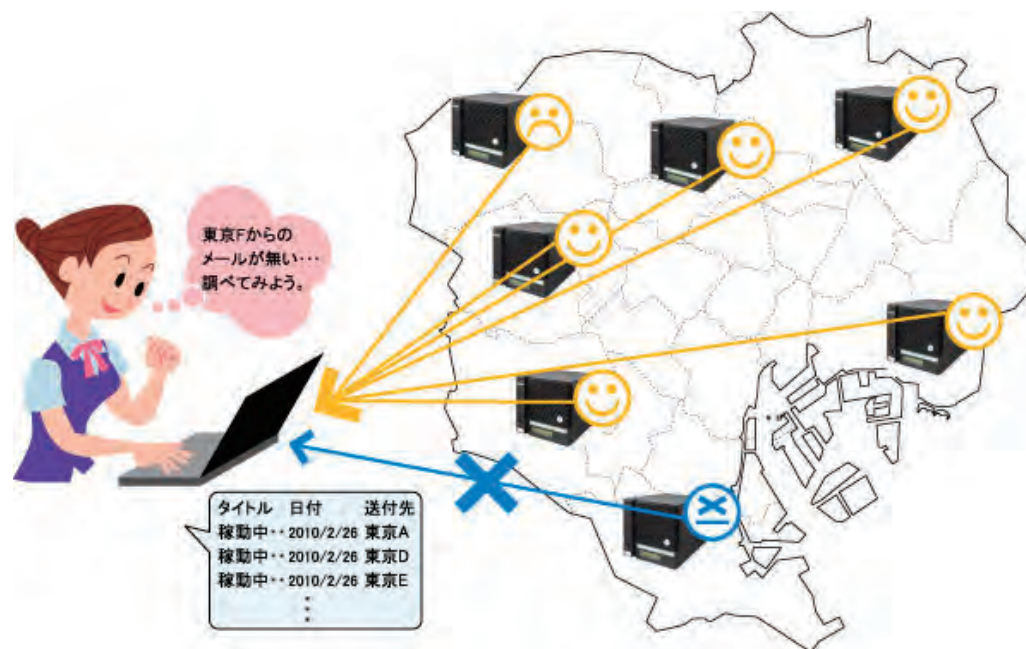 東京Fからの
メールが無い・・・
調べてみよう。
タイトル 日付 送付先
稼動中・・ 2010/2/26 東京A
稼動中・・ 2010/2/26 東京D
稼動中・・ 2010/2/26 東京E
・
・
・